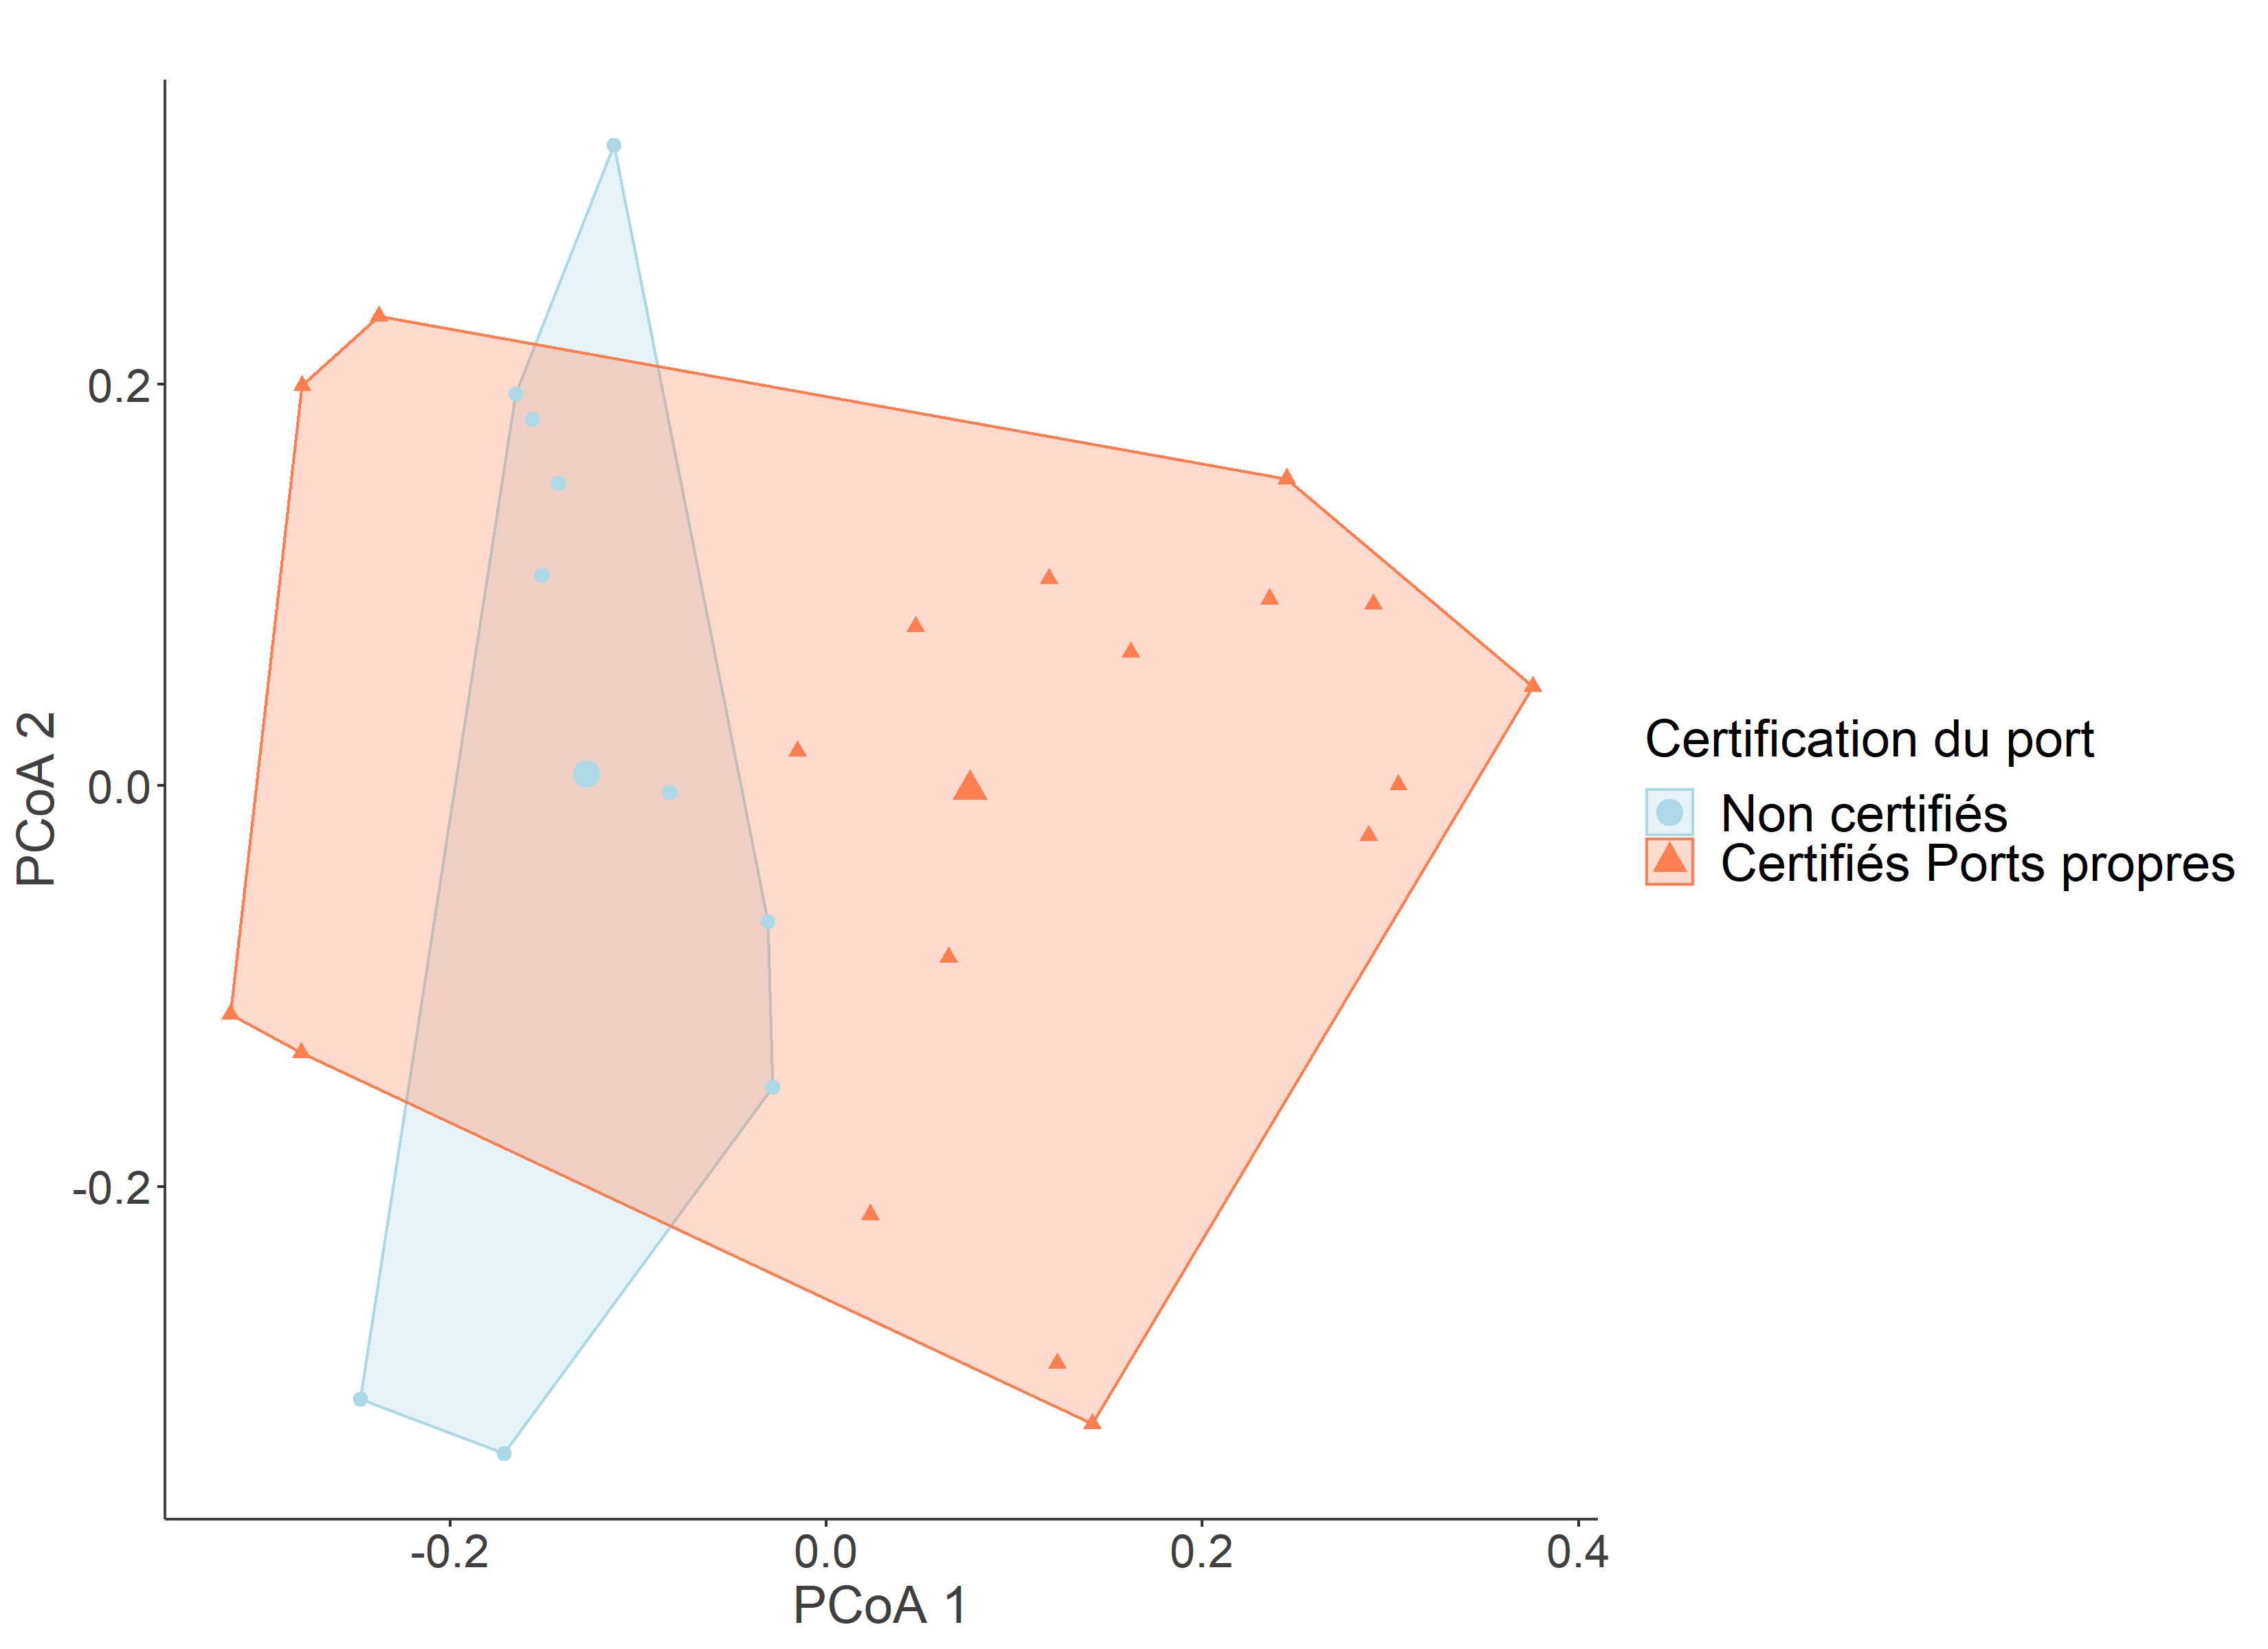 PCoA 2
0.2
0.0
-0.2
-0.2
0.0
0.2
0.4
PCoA 1
Certification du port
Non certifiés
Certifiés Ports propres